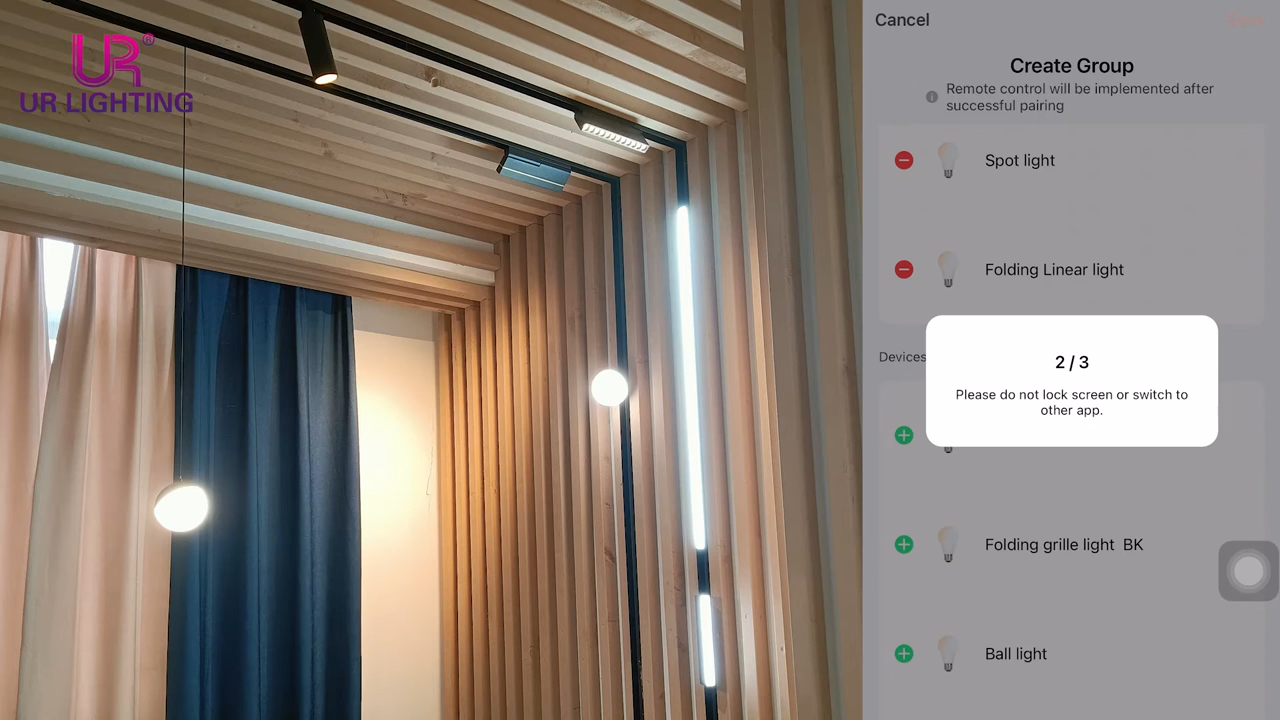 UR®
UR LIGHTING
Cancel
Save
Create Group
Remote control will be implemented after
successful pairing
Spot light
Folding Linear light
2 / 3
Please do not lock screen or switch to
other app.
Devices
Folding grille light BK
Ball light